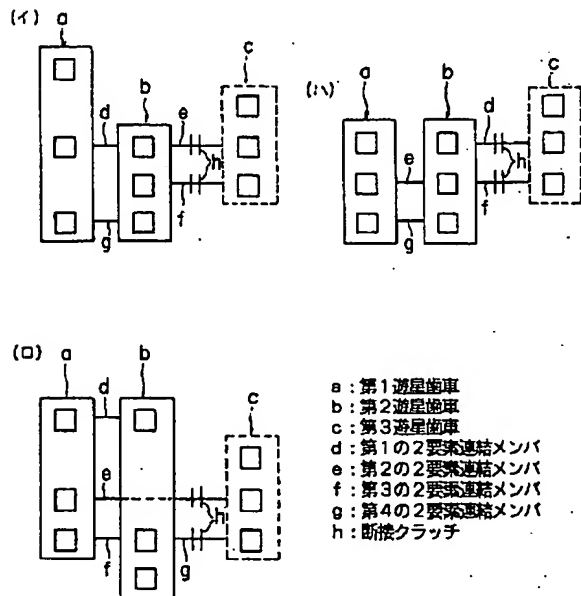 (イ)
a
b
c
d
e
h
f
g
(ハ)
a
b
c
d
h
e
f
g
(ロ)
a
b
c
d
e
h
f
g
a：第1遊星歯車
b：第2遊星歯車
c：第3遊星歯車
d：第1の2要素連結メンバ
e：第2の2要素連結メンバ
f：第3の2要素連結メンバ
g：第4の2要素連結メンバ
h：断接クラッチ